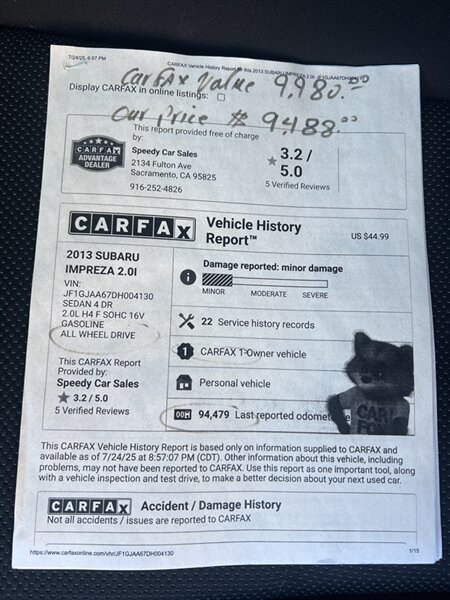 7/24/25, 8:57 PM
CARFAX Vehicle History Report for this 2013 SUBARU IMPREZA 2.0I: JF1GJAA67DH004130
Carfax Value 9,980.00
Display CARFAX in online listings:
Our Price # 9,488.00
This report provided free of charge
by:
CARFAX
ADVANTAGE
DEALER
Speedy Car Sales
2134 Fulton Ave
Sacramento, CA 95825
916-252-4826
3.2 /
5.0
5 Verified Reviews
CARFAX
Vehicle History
Report™
US $44.99
2013 SUBARU
IMPREZA 2.0I
VIN:
JF1GJAA67DH004130
SEDAN 4 DR
2.0L H4 F SOHC 16V
GASOLINE
ALL WHEEL DRIVE
This CARFAX Report
Provided by:
Speedy Car Sales
3.2 / 5.0
5 Verified Reviews
Damage reported: minor damage
MINOR MODERATE SEVERE
22 Service history records
1 CARFAX 1-Owner vehicle
Personal vehicle
00M 94,479 Last reported odomet
CAR
FOX
This CARFAX Vehicle History Report is based only on information supplied to CARFAX and
available as of 7/24/25 at 8:57:07 PM (CDT). Other information about this vehicle, including
problems, may not have been reported to CARFAX. Use this report as one important tool, along
with a vehicle inspection and test drive, to make a better decision about your next used car.
CARFAX Accident / Damage History
Not all accidents / issues are reported to CARFAX
https://www.carfaxonline.com/vhr/JF1GJAA67DH004130
1/15